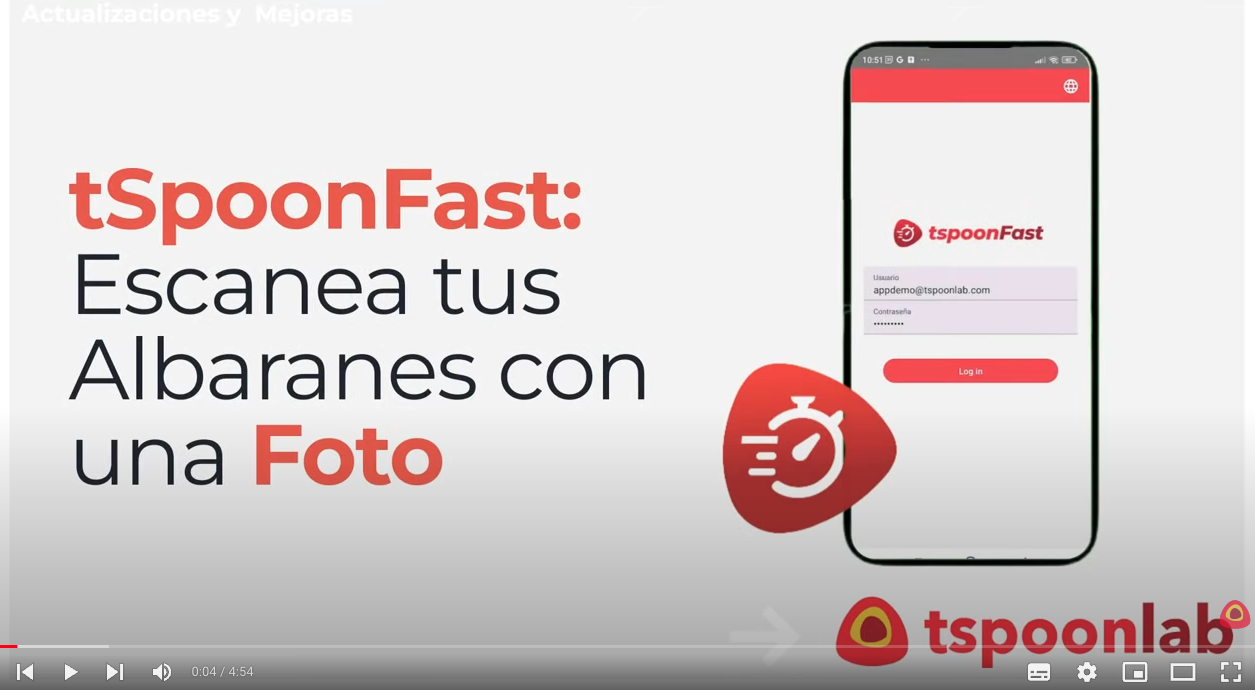 Actualizaciones y Mejoras
tSpoonFast:
Escanea tus
Albaranes con
una Foto
10:51
tspoonFast
Usuario
appdemo@tspoonlab.com
Contraseña
•••••••••
Log in
tspoonlab
0:04 / 4:54